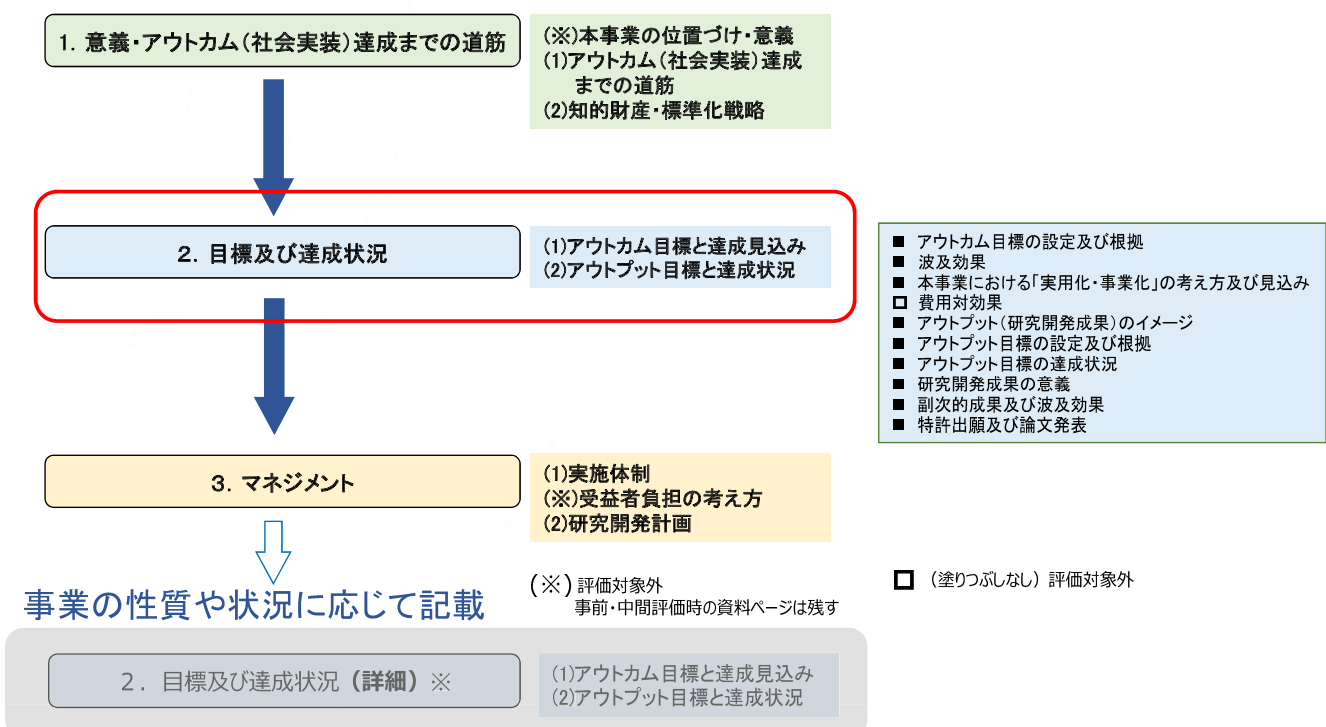 1．意義・アウトカム（社会実装）達成までの道筋
(※)本事業の位置づけ・意義
(1)アウトカム（社会実装）達成
までの道筋
(2)知的財産・標準化戦略
2．目標及び達成状況
(1)アウトカム目標と達成見込み
(2)アウトプット目標と達成状況
■ アウトカム目標の設定及び根拠
■ 波及効果
■ 本事業における「実用化・事業化」の考え方及び見込み
□ 費用対効果
■ アウトプット（研究開発成果）のイメージ
■ アウトプット目標の設定及び根拠
■ アウトプット目標の達成状況
■ 研究開発成果の意義
■ 副次的成果及び波及効果
■ 特許出願及び論文発表
3．マネジメント
(1)実施体制
(※)受益者負担の考え方
(2)研究開発計画
(※) 評価対象外
事前・中間評価時の資料ページは残す
□ （塗りつぶしなし）評価対象外
事業の性質や状況に応じて記載
2．目標及び達成状況（詳細）※
(1)アウトカム目標と達成見込み
(2)アウトプット目標と達成状況